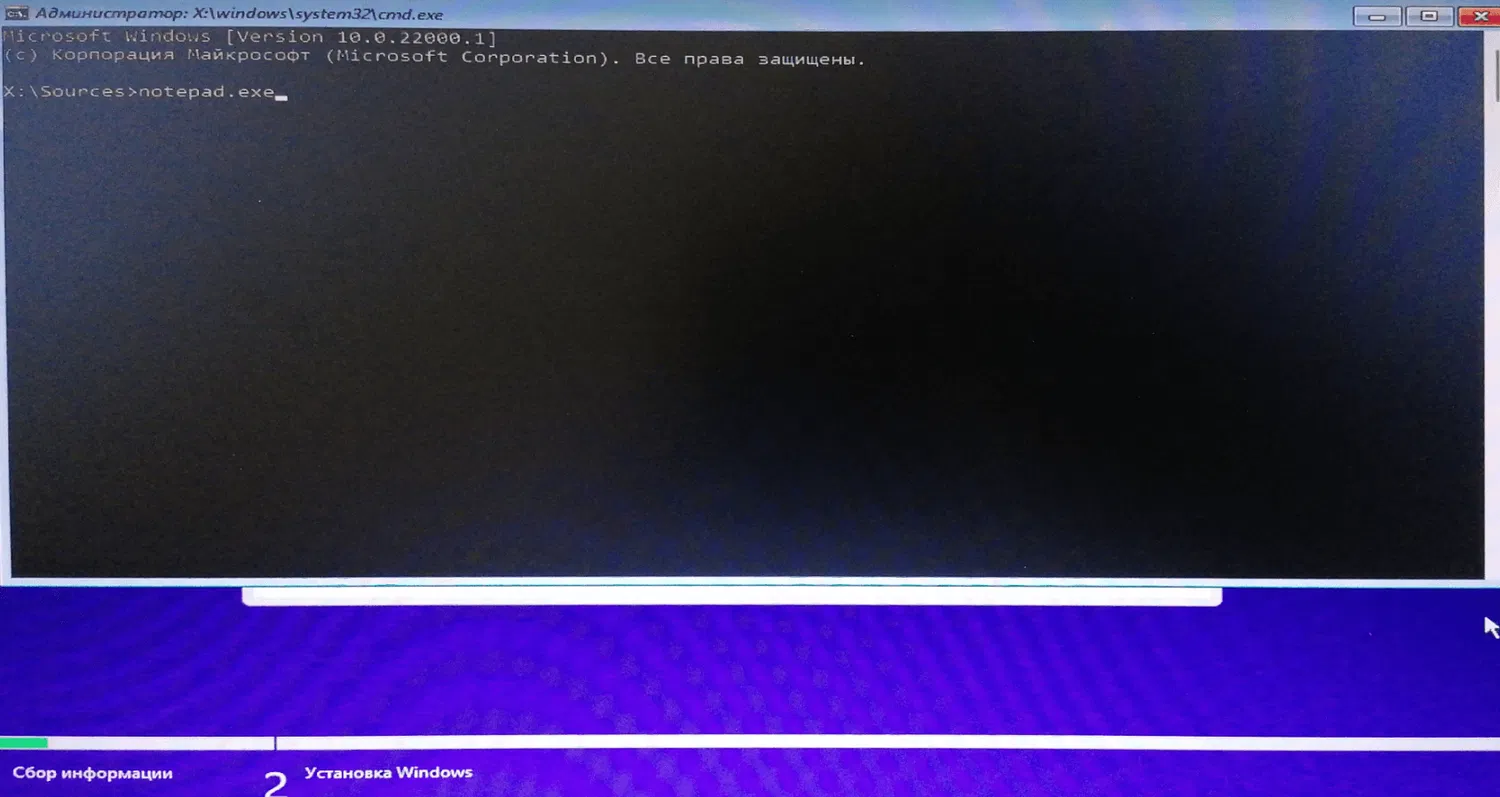 Администратор: X:\windows\system32\cmd.exe
Microsoft Windows [Version 10.0.22000.1]
(c) Корпорация Майкрософт (Microsoft Corporation). Все права защищены.
X:\Sources>notepad.exe
Сбор информации
2 Установка Windows